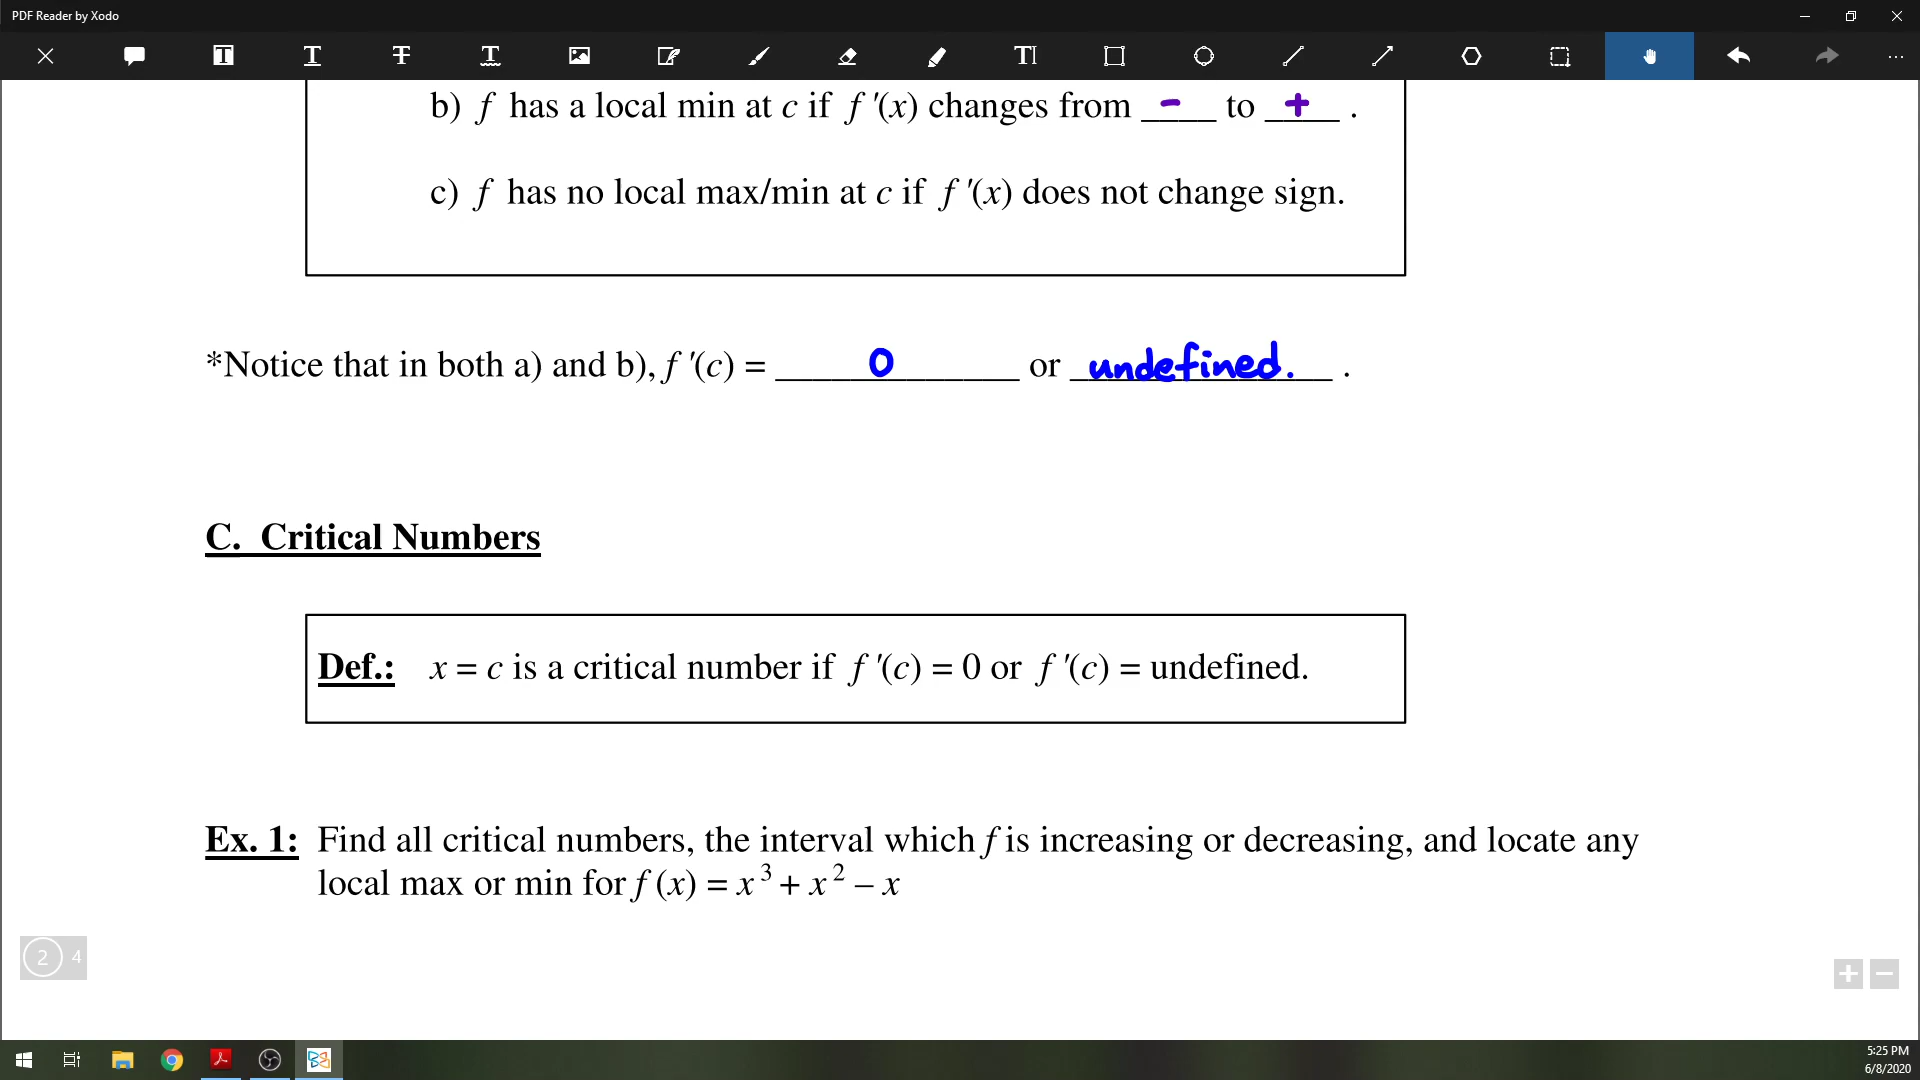 PDF Reader by Xodo
b) f has a local min at c if f '(x) changes from - to + .
c) f has no local max/min at c if f '(x) does not change sign.
*Notice that in both a) and b), f '(c) = 0 or undefined. .
C. Critical Numbers
Def.: x = c is a critical number if f '(c) = 0 or f '(c) = undefined.
Ex. 1: Find all critical numbers, the interval which f is increasing or decreasing, and locate any
local max or min for f (x) = x³ + x² – x
2 4
5:25 PM
6/8/2020